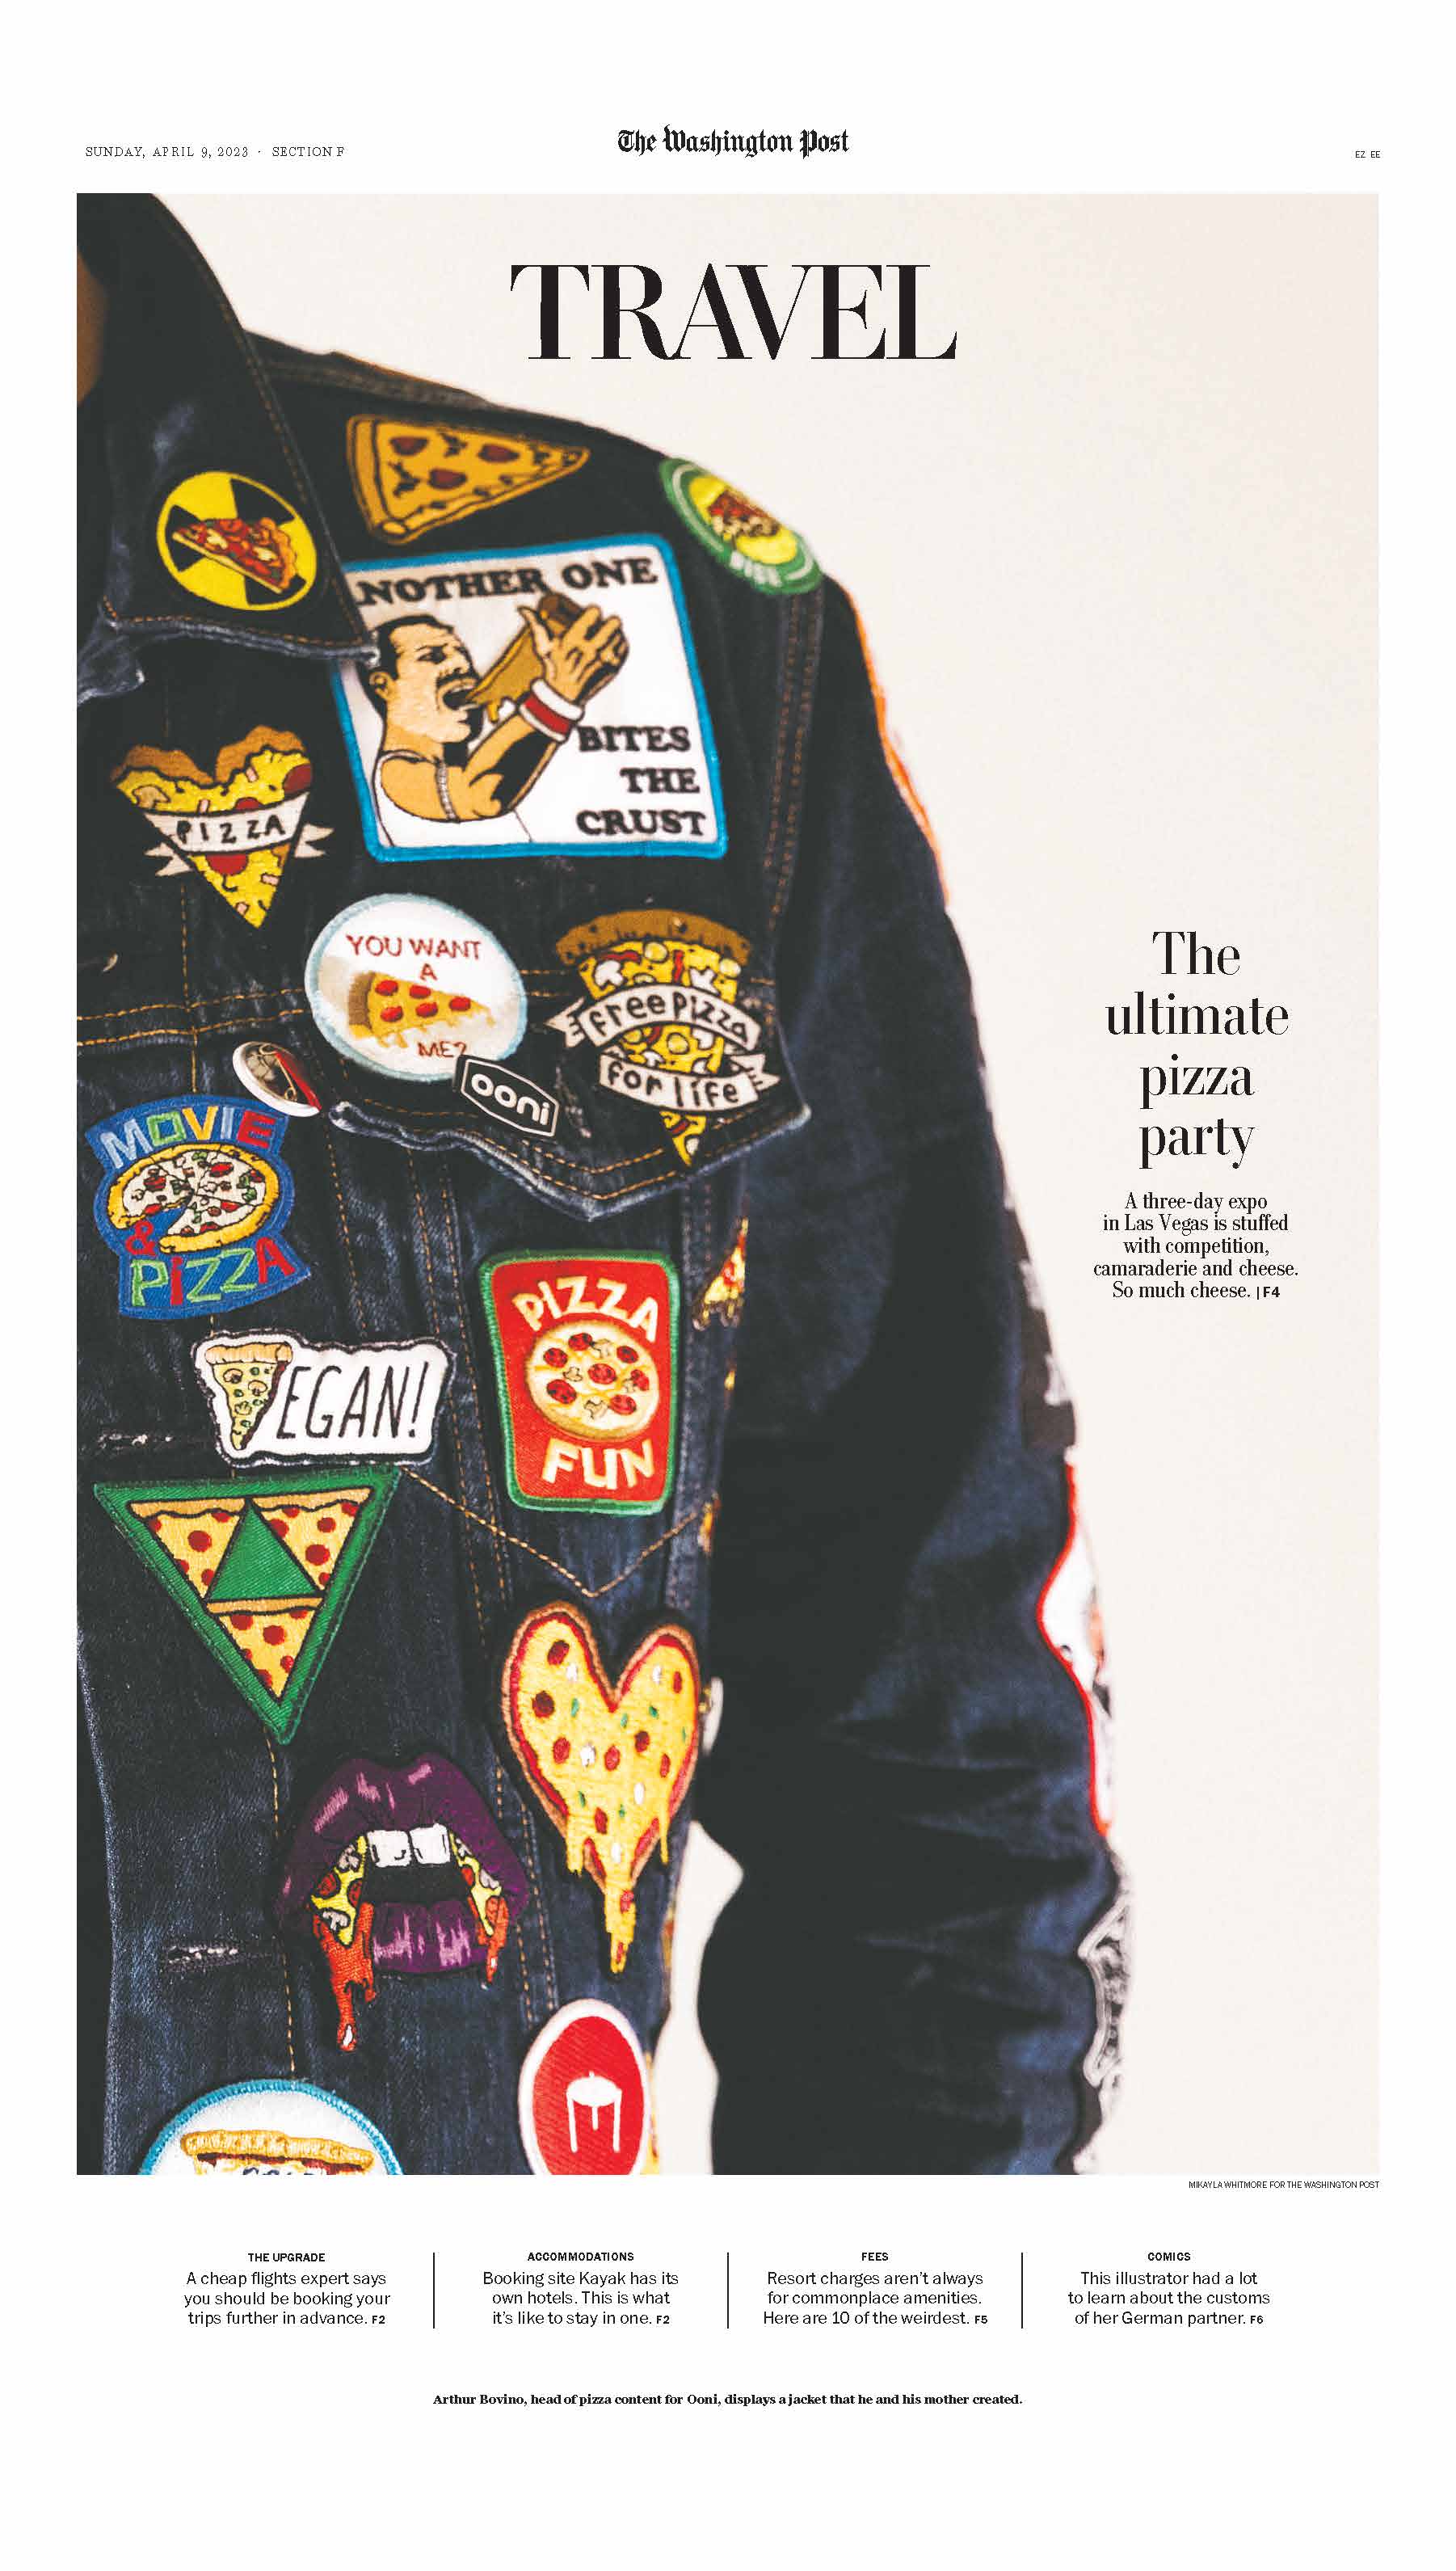 SUNDAY, APRIL 9, 2023 · SECTION F
The Washington Post
EZ EE
TRAVEL
NOTHER ONE
BITES
THE
CRUST
PIZZA
YOU WANT
A
ME?
free pizza
for life
ooni
MOVIE
&
PIZZA
EGAN!
PIZZA
FUN
The
ultimate
pizza
party
A three-day expo
in Las Vegas is stuffed
with competition,
camaraderie and cheese.
So much cheese. | F4
MIKAYLA WHITMORE FOR THE WASHINGTON POST
THE UPGRADE
A cheap flights expert says
you should be booking your
trips further in advance. F2
ACCOMMODATIONS
Booking site Kayak has its
own hotels. This is what
it’s like to stay in one. F2
FEES
Resort charges aren’t always
for commonplace amenities.
Here are 10 of the weirdest. F5
COMICS
This illustrator had a lot
to learn about the customs
of her German partner. F6
Arthur Bovino, head of pizza content for Ooni, displays a jacket that he and his mother created.